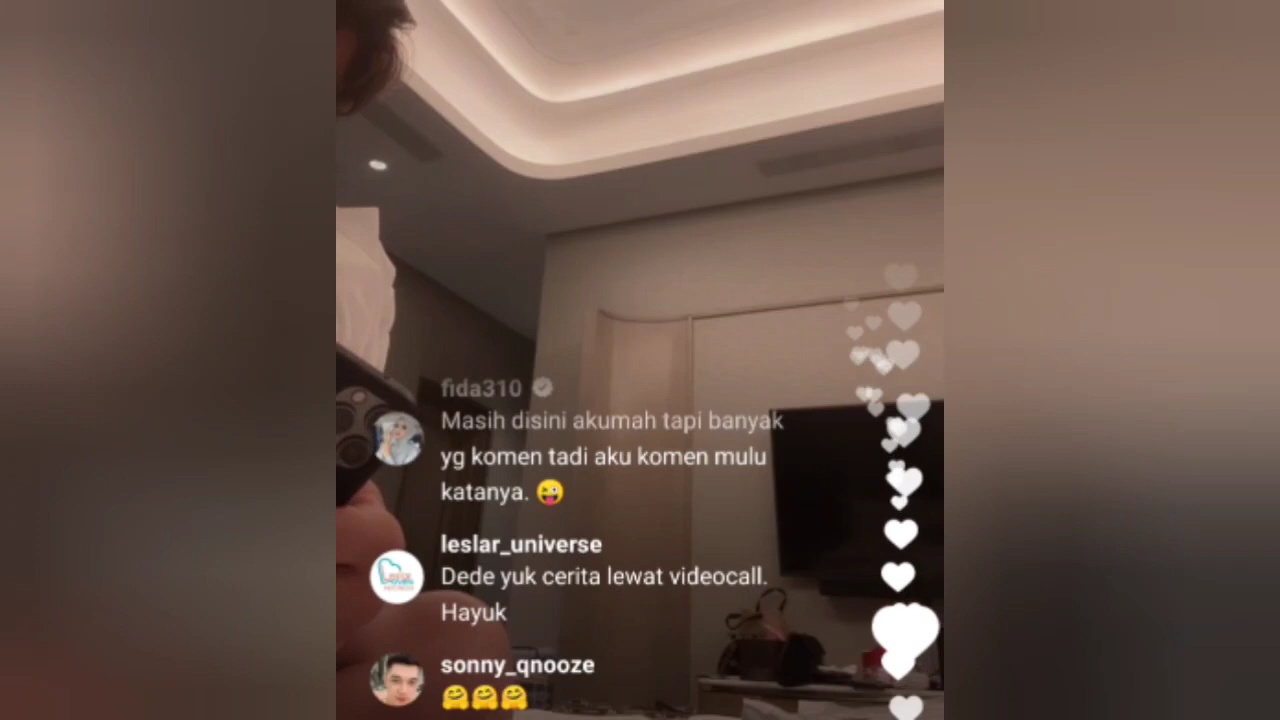 fida310
Masih disini akumah tapi banyak
yg komen tadi aku komen mulu
katanya. 😜
leslar_universe
Dede yuk cerita lewat videocall.
Hayuk
sonny_qnooze
🤗🤗🤗